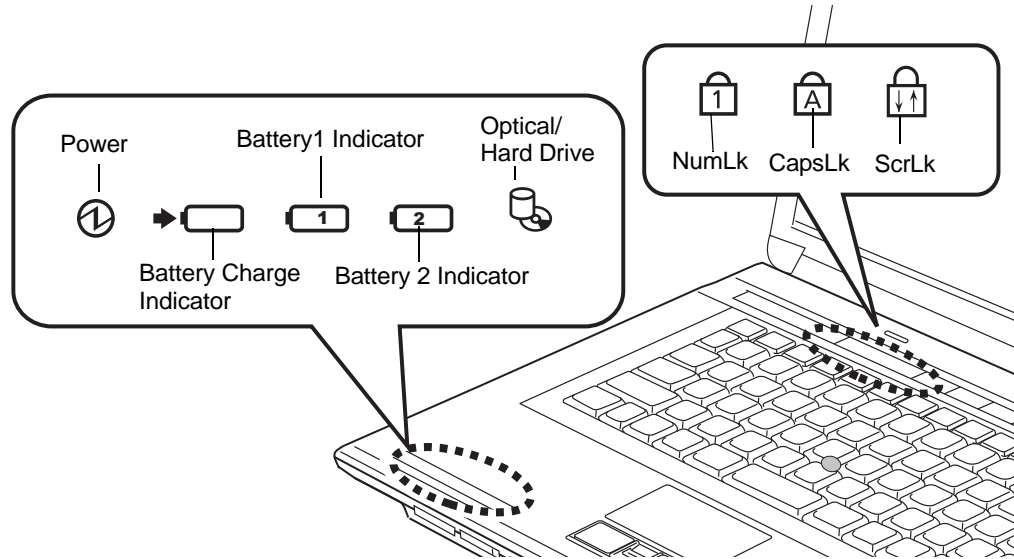 Power
Battery1 Indicator
Optical/
Hard Drive
1
2
Battery Charge
Indicator
Battery 2 Indicator
1
A
NumLk
CapsLk
ScrLk